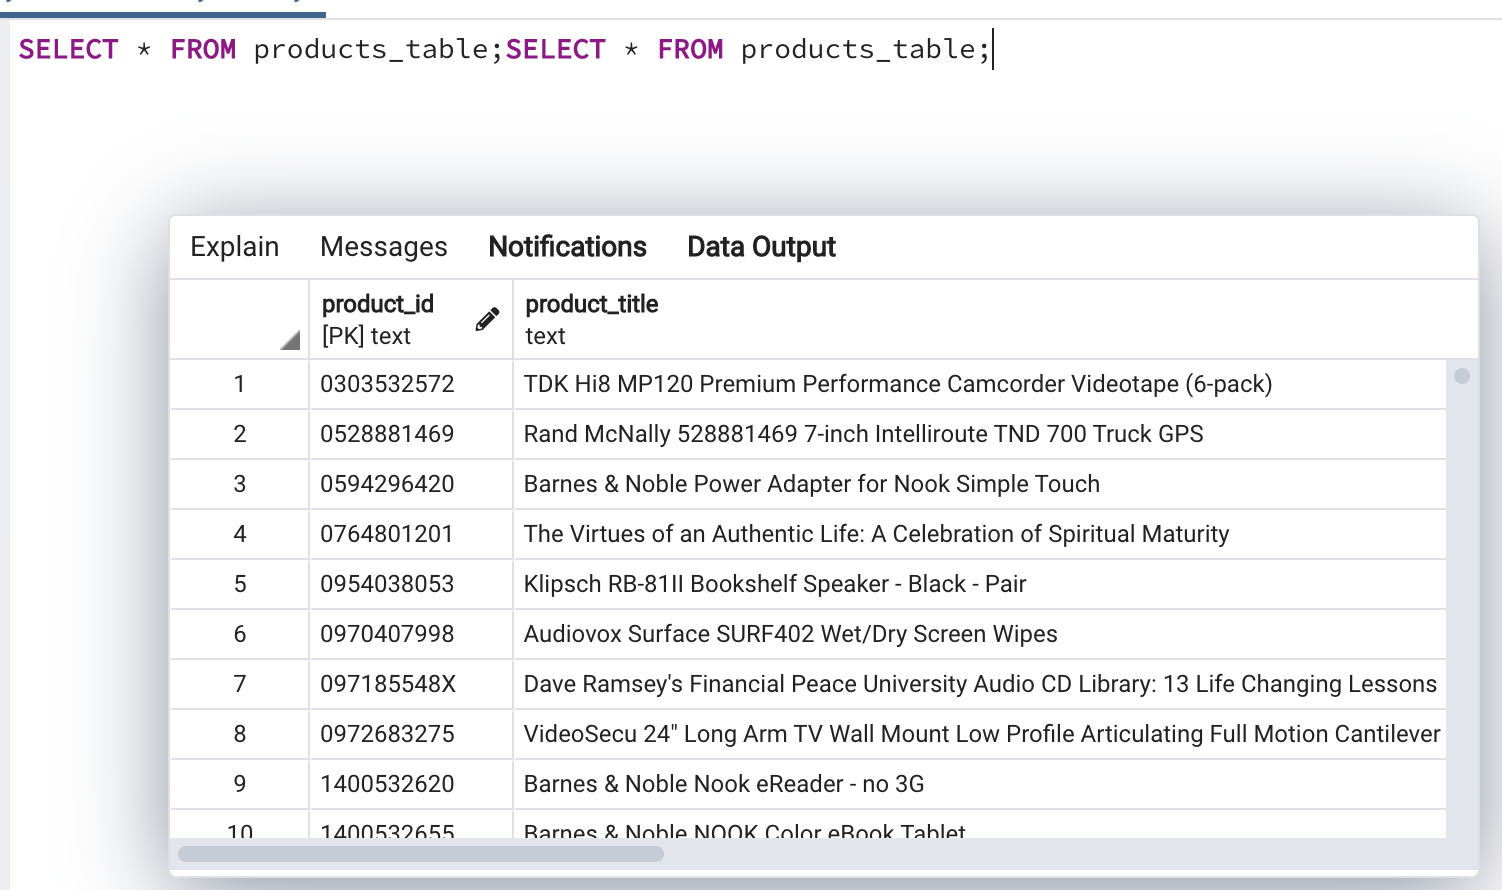 SELECT * FROM products_table;SELECT * FROM products_table;
Explain Messages Notifications Data Output
product_id product_title
[PK] text text
1 0303532572 TDK Hi8 MP120 Premium Performance Camcorder Videotape (6-pack)
2 0528881469 Rand McNally 528881469 7-inch Intelliroute TND 700 Truck GPS
3 0594296420 Barnes & Noble Power Adapter for Nook Simple Touch
4 0764801201 The Virtues of an Authentic Life: A Celebration of Spiritual Maturity
5 0954038053 Klipsch RB-81II Bookshelf Speaker - Black - Pair
6 0970407998 Audiovox Surface SURF402 Wet/Dry Screen Wipes
7 097185548X Dave Ramsey's Financial Peace University Audio CD Library: 13 Life Changing Lessons
8 0972683275 VideoSecu 24" Long Arm TV Wall Mount Low Profile Articulating Full Motion Cantilever
9 1400532620 Barnes & Noble Nook eReader - no 3G
10 1400532655 Barnes & Noble NOOK Color eBook Tablet